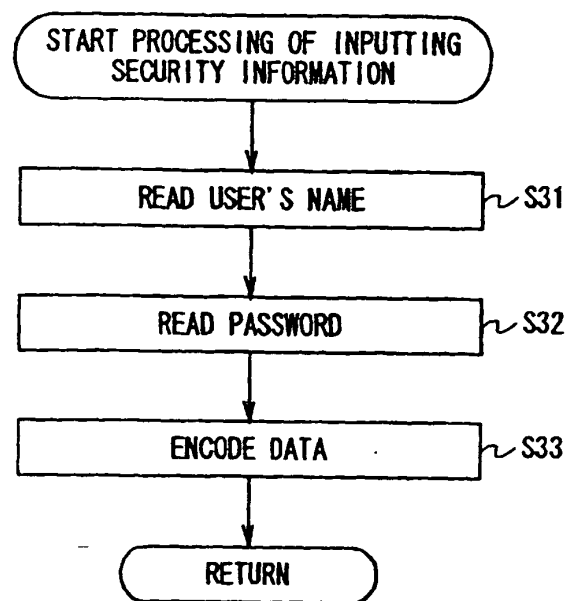 START PROCESSING OF INPUTTING
SECURITY INFORMATION
READ USER'S NAME
S31
READ PASSWORD
S32
ENCODE DATA
S33
RETURN